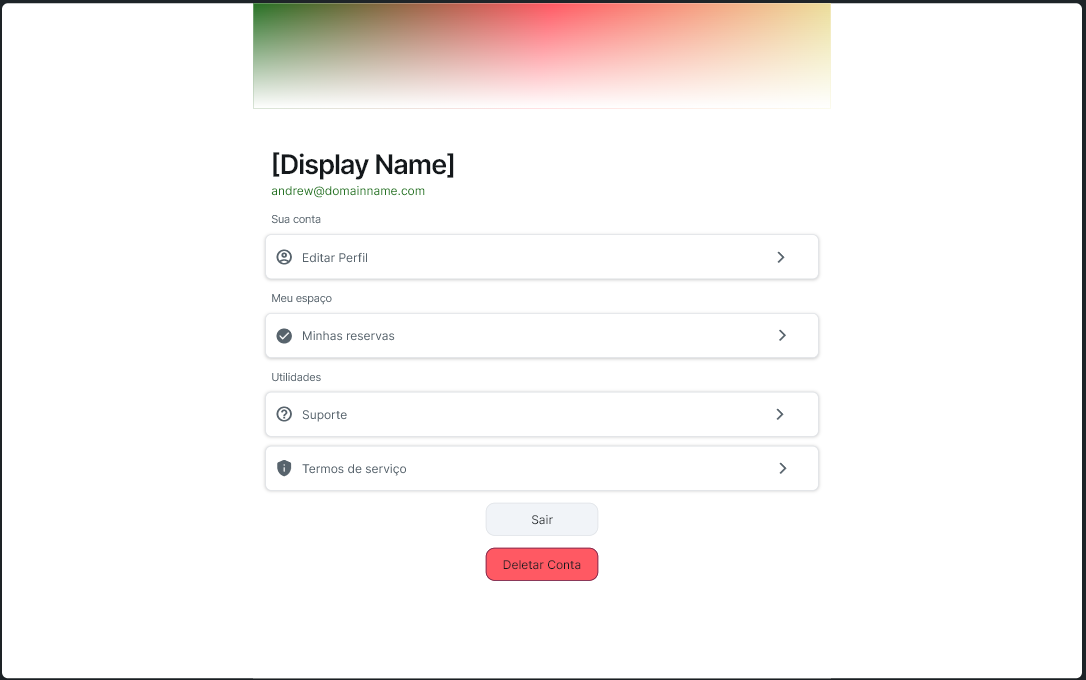 [Display Name]
andrew@domainname.com
Sua conta
Editar Perfil
Meu espaço
Minhas reservas
Utilidades
Suporte
Termos de serviço
Sair
Deletar Conta